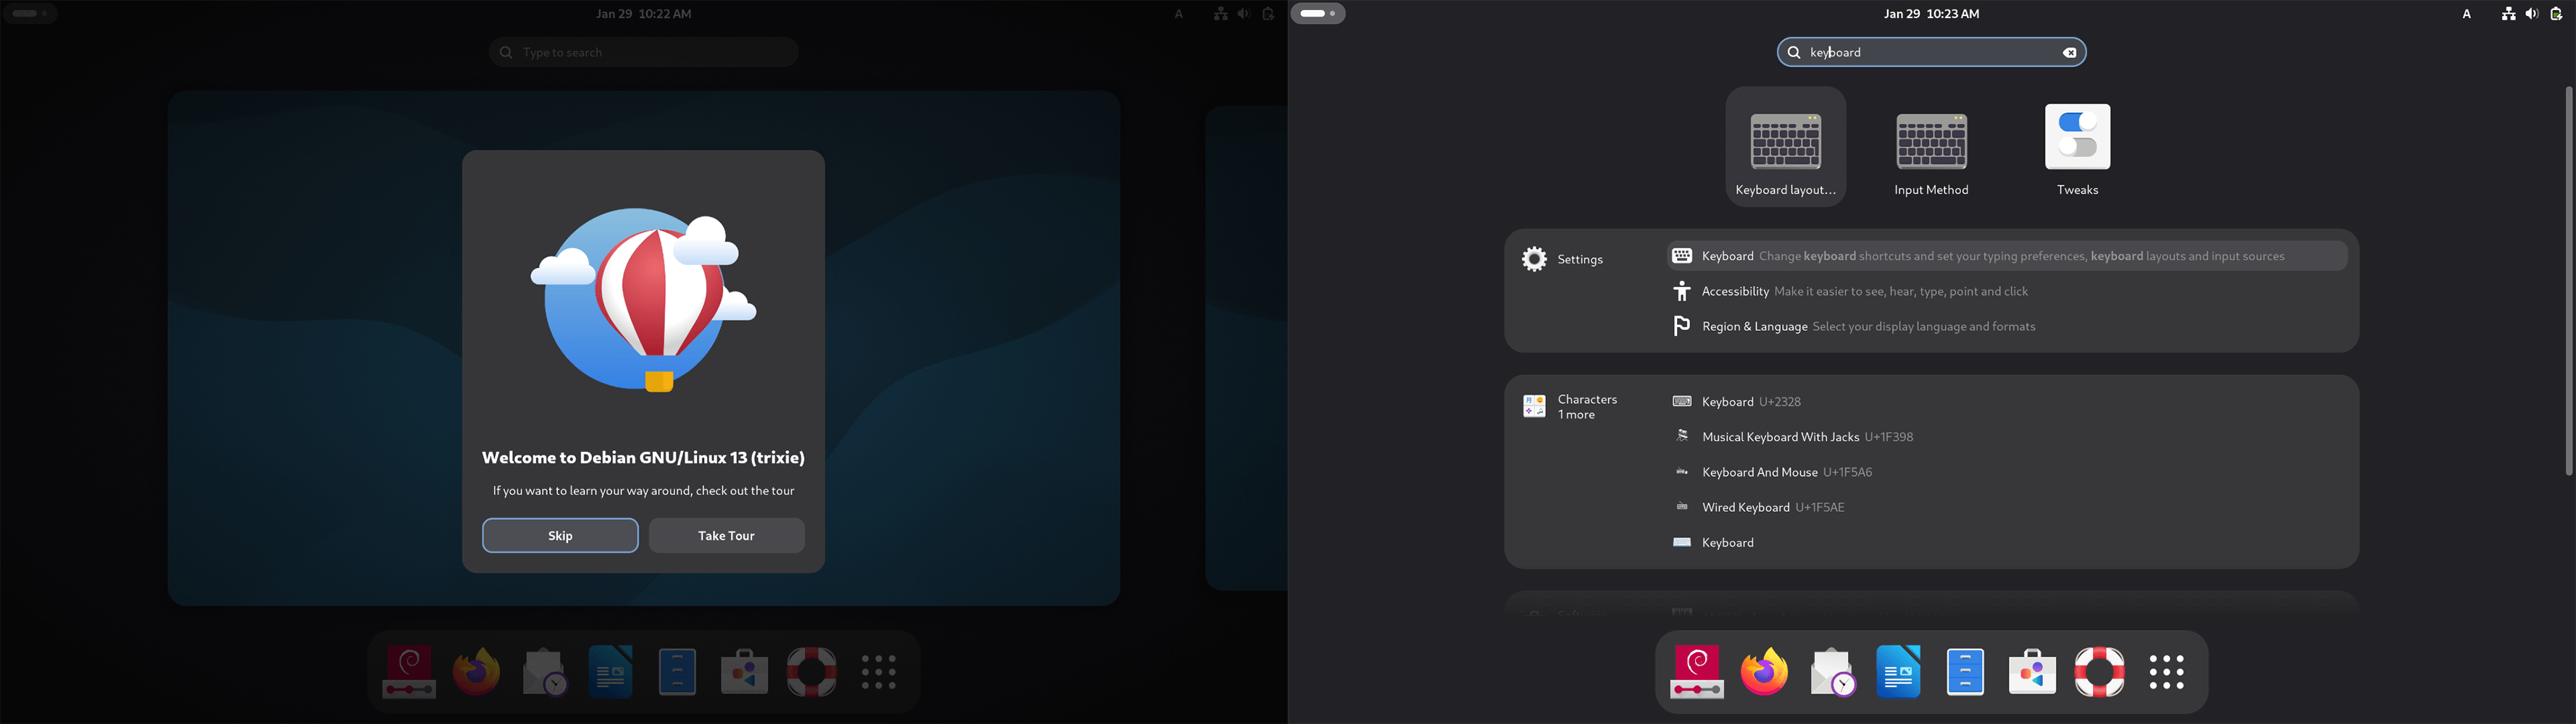 Jan 29 10:22 AM
A
Type to search
Welcome to Debian GNU/Linux 13 (trixie)
If you want to learn your way around, check out the tour
Skip
Take Tour
Jan 29 10:23 AM
A
keyboard
Keyboard layout…
Input Method
Tweaks
Settings
Keyboard Change keyboard shortcuts and set your typing preferences, keyboard layouts and input sources
Accessibility Make it easier to see, hear, type, point and click
Region & Language Select your display language and formats
Characters
1 more
Keyboard U+2328
Musical Keyboard With Jacks U+1F398
Keyboard And Mouse U+1F5A6
Wired Keyboard U+1F5AE
Keyboard